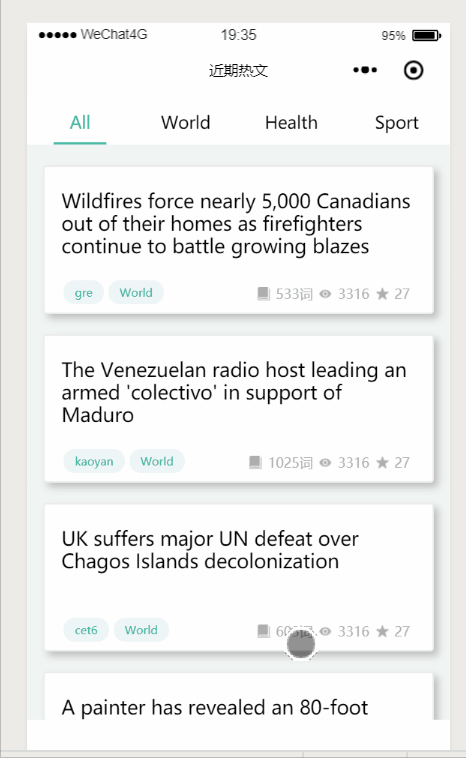 WeChat4G 19:35 95%
近期热文
All World Health Sport
Wildfires force nearly 5,000 Canadians
out of their homes as firefighters
continue to battle growing blazes
gre World 533词 3316 27
The Venezuelan radio host leading an
armed 'colectivo' in support of
Maduro
kaoyan World 1025词 3316 27
UK suffers major UN defeat over
Chagos Islands decolonization
cet6 World 3316 27
A painter has revealed an 80-foot